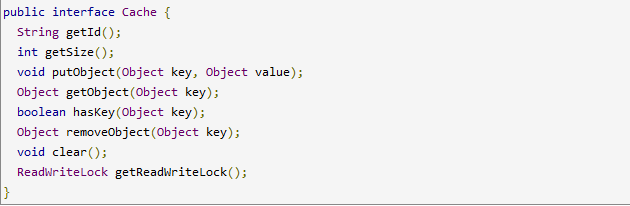 public interface Cache {
  String getId();
  int getSize();
  void putObject(Object key, Object value);
  Object getObject(Object key);
  boolean hasKey(Object key);
  Object removeObject(Object key);
  void clear();
  ReadWriteLock getReadWriteLock();
}